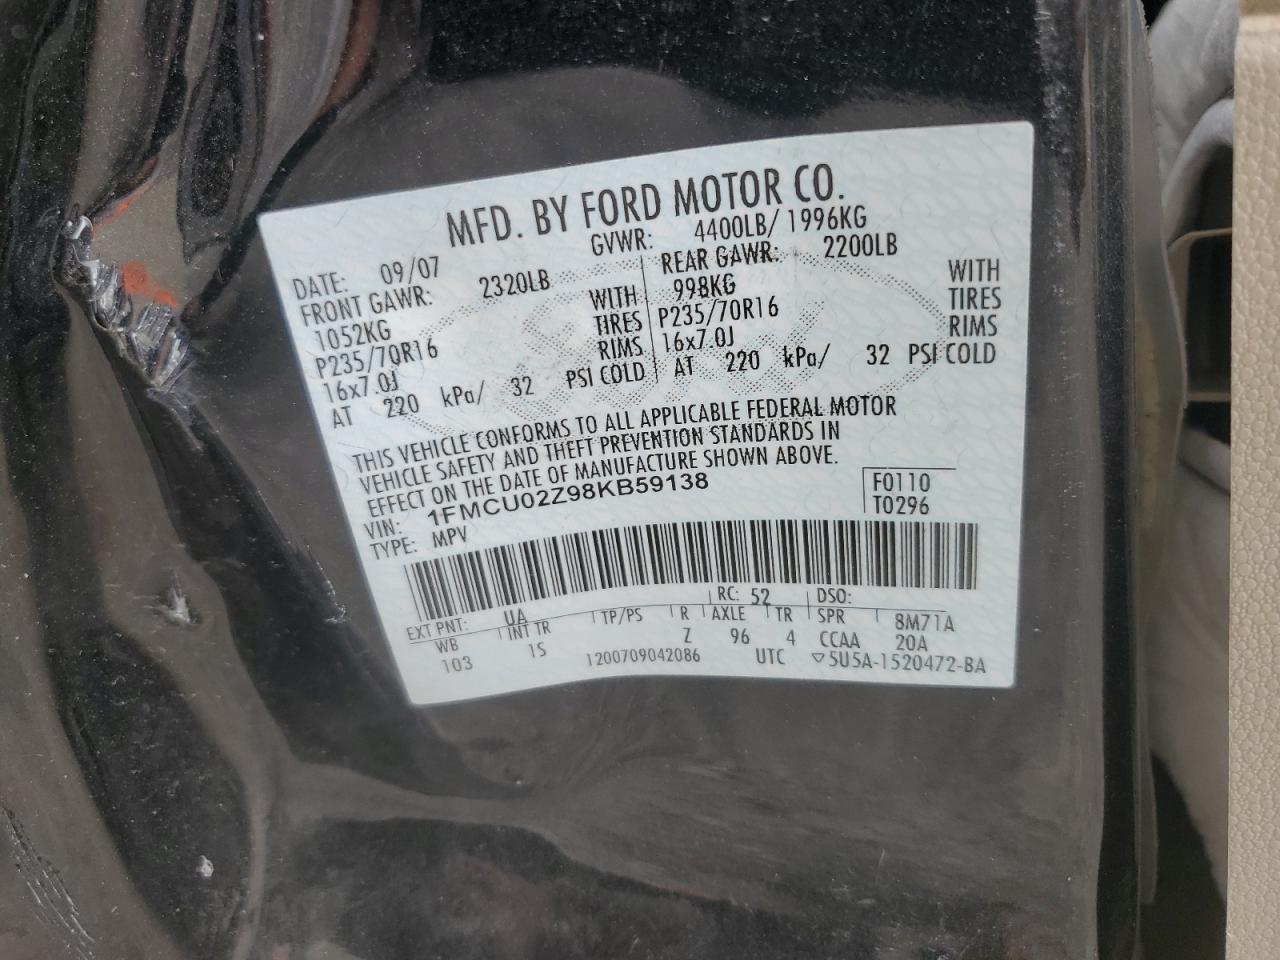 MFD. BY FORD MOTOR CO.
DATE: 09/07 GVWR: 4400LB/ 1996KG
FRONT GAWR: 2320LB REAR GAWR: 2200LB
1052KG WITH 998KG WITH
P235/70R16 TIRES P235/70R16 TIRES
16x7.0J RIMS 16x7.0J RIMS
AT 220 kPa/ 32 PSI COLD AT 220 kPa/ 32 PSI COLD
THIS VEHICLE CONFORMS TO ALL APPLICABLE FEDERAL MOTOR
VEHICLE SAFETY AND THEFT PREVENTION STANDARDS IN
EFFECT ON THE DATE OF MANUFACTURE SHOWN ABOVE.
VIN: 1FMCU02Z98KB59138 F0110
TYPE: MPV T0296
EXT PNT: UA RC: 52 DSO:
WB INT TR TP/PS R AXLE TR SPR 8M71A
103 1S Z 96 4 CCAA 20A
1200709042086 UTC ▽5U5A-1520472-BA